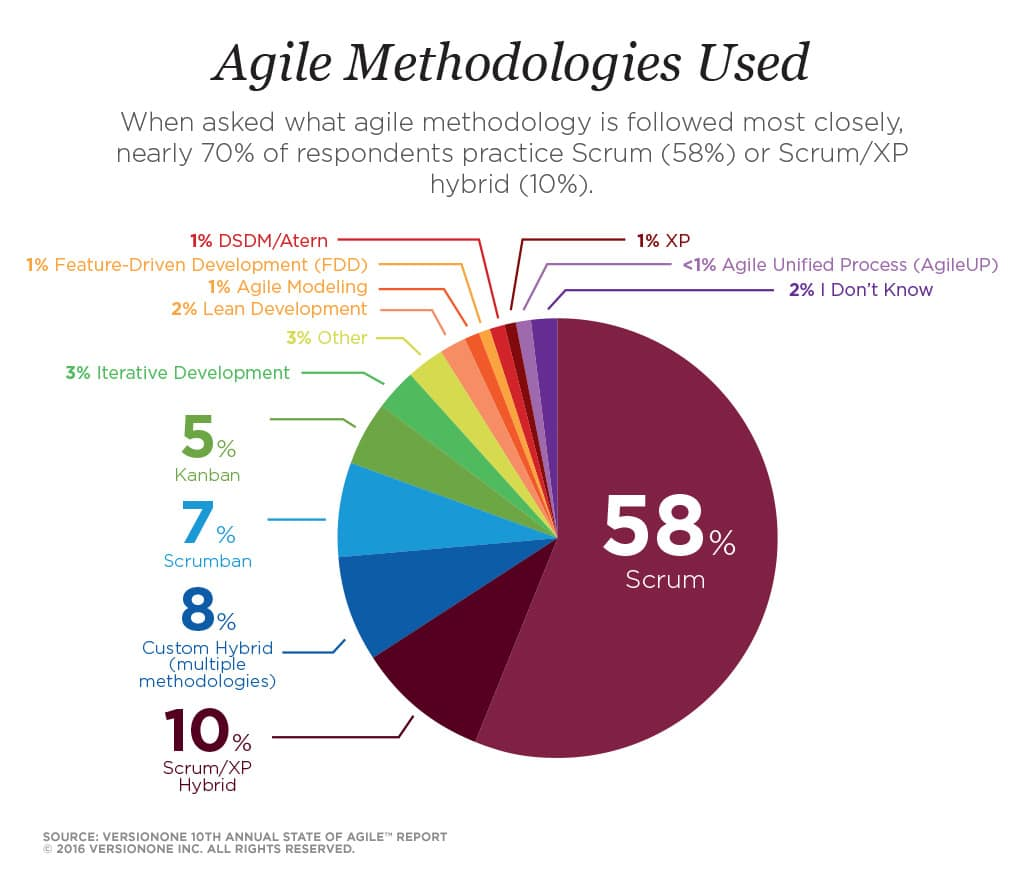 Agile Methodologies Used
When asked what agile methodology is followed most closely,
nearly 70% of respondents practice Scrum (58%) or Scrum/XP
hybrid (10%).
1% DSDM/Atern
1% XP
1% Feature-Driven Development (FDD)
<1% Agile Unified Process (AgileUP)
1% Agile Modeling
2% I Don't Know
2% Lean Development
3% Other
3% Iterative Development
5%
Kanban
7%
Scrumban
58%
Scrum
8%
Custom Hybrid
(multiple
methodologies)
10%
Scrum/XP
Hybrid
SOURCE: VERSIONONE 10TH ANNUAL STATE OF AGILE™ REPORT
© 2016 VERSIONONE INC. ALL RIGHTS RESERVED.